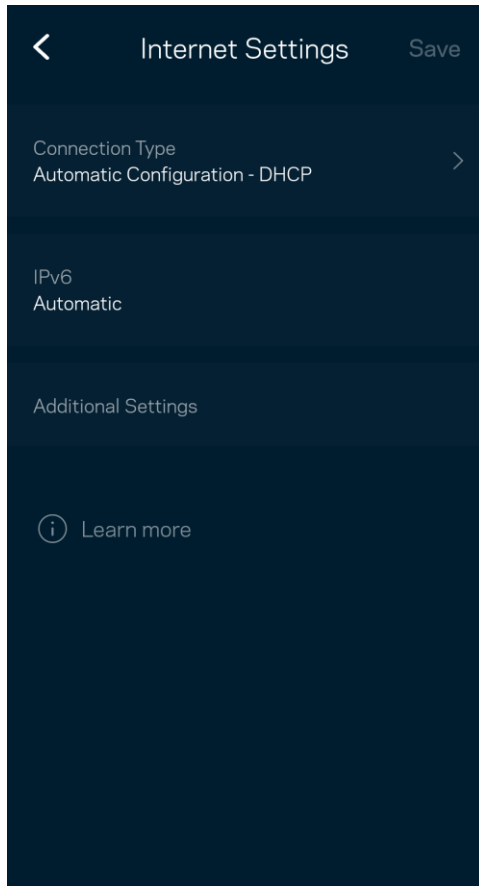 Internet Settings
Save
Connection Type
Automatic Configuration - DHCP
IPv6
Automatic
Additional Settings
Learn more